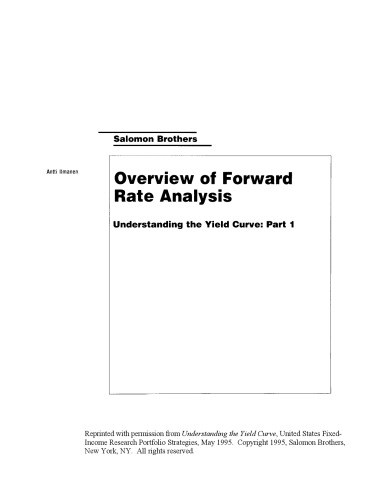 Salomon Brothers
Antti Ilmanen
Overview of Forward
Rate Analysis
Understanding the Yield Curve: Part 1
Reprinted with permission from Understanding the Yield Curve, United States Fixed-
Income Research Portfolio Strategies, May 1995. Copyright 1995, Salomon Brothers,
New York, NY. All rights reserved.